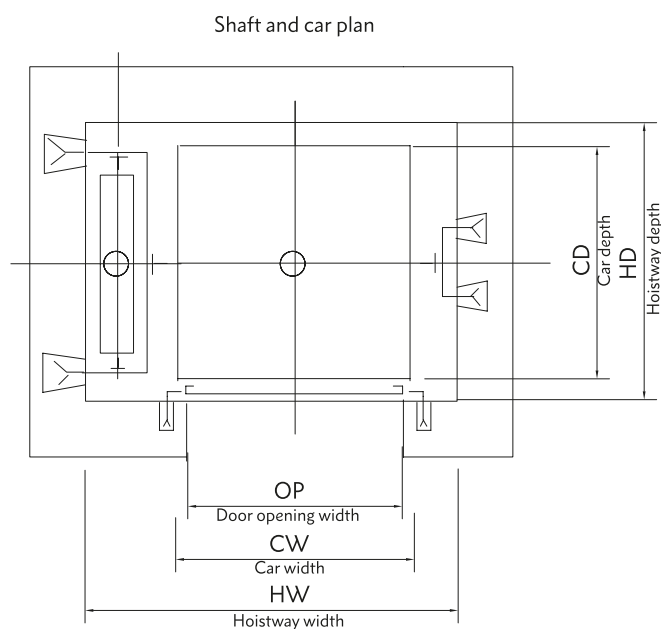 Shaft and car plan
CD
Car depth
HD
Hoistway depth
OP
Door opening width
CW
Car width
HW
Hoistway width